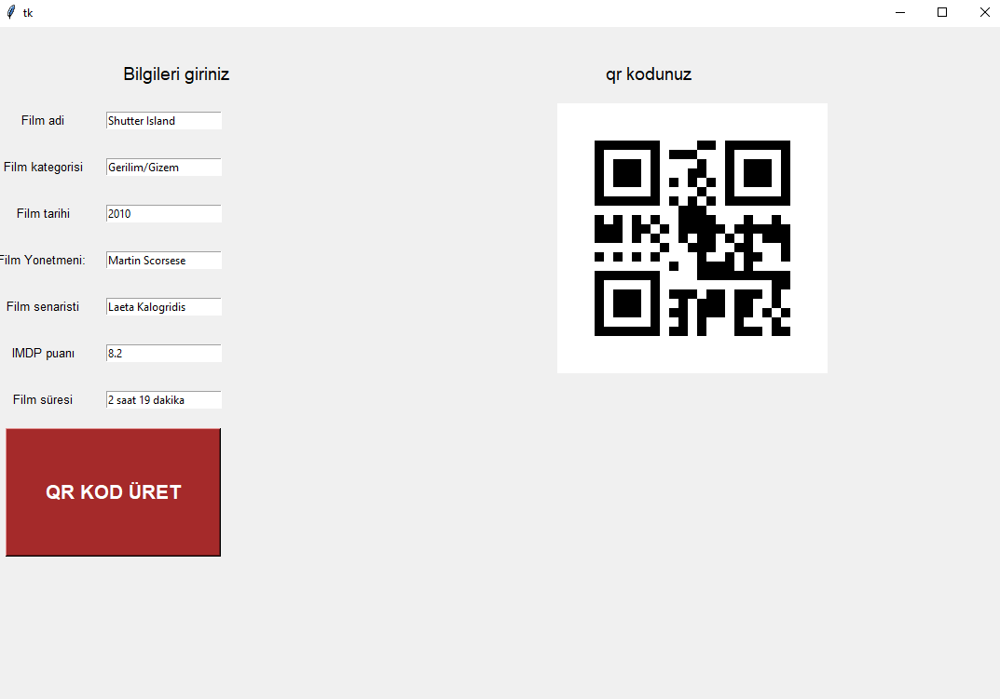 tk
Bilgileri giriniz
qr kodunuz
Film adi
Shutter Island
Film kategorisi
Gerilim/Gizem
Film tarihi
2010
Film Yonetmeni:
Martin Scorsese
Film senaristi
Laeta Kalogridis
IMDP puanı
8.2
Film süresi
2 saat 19 dakika
QR KOD ÜRET